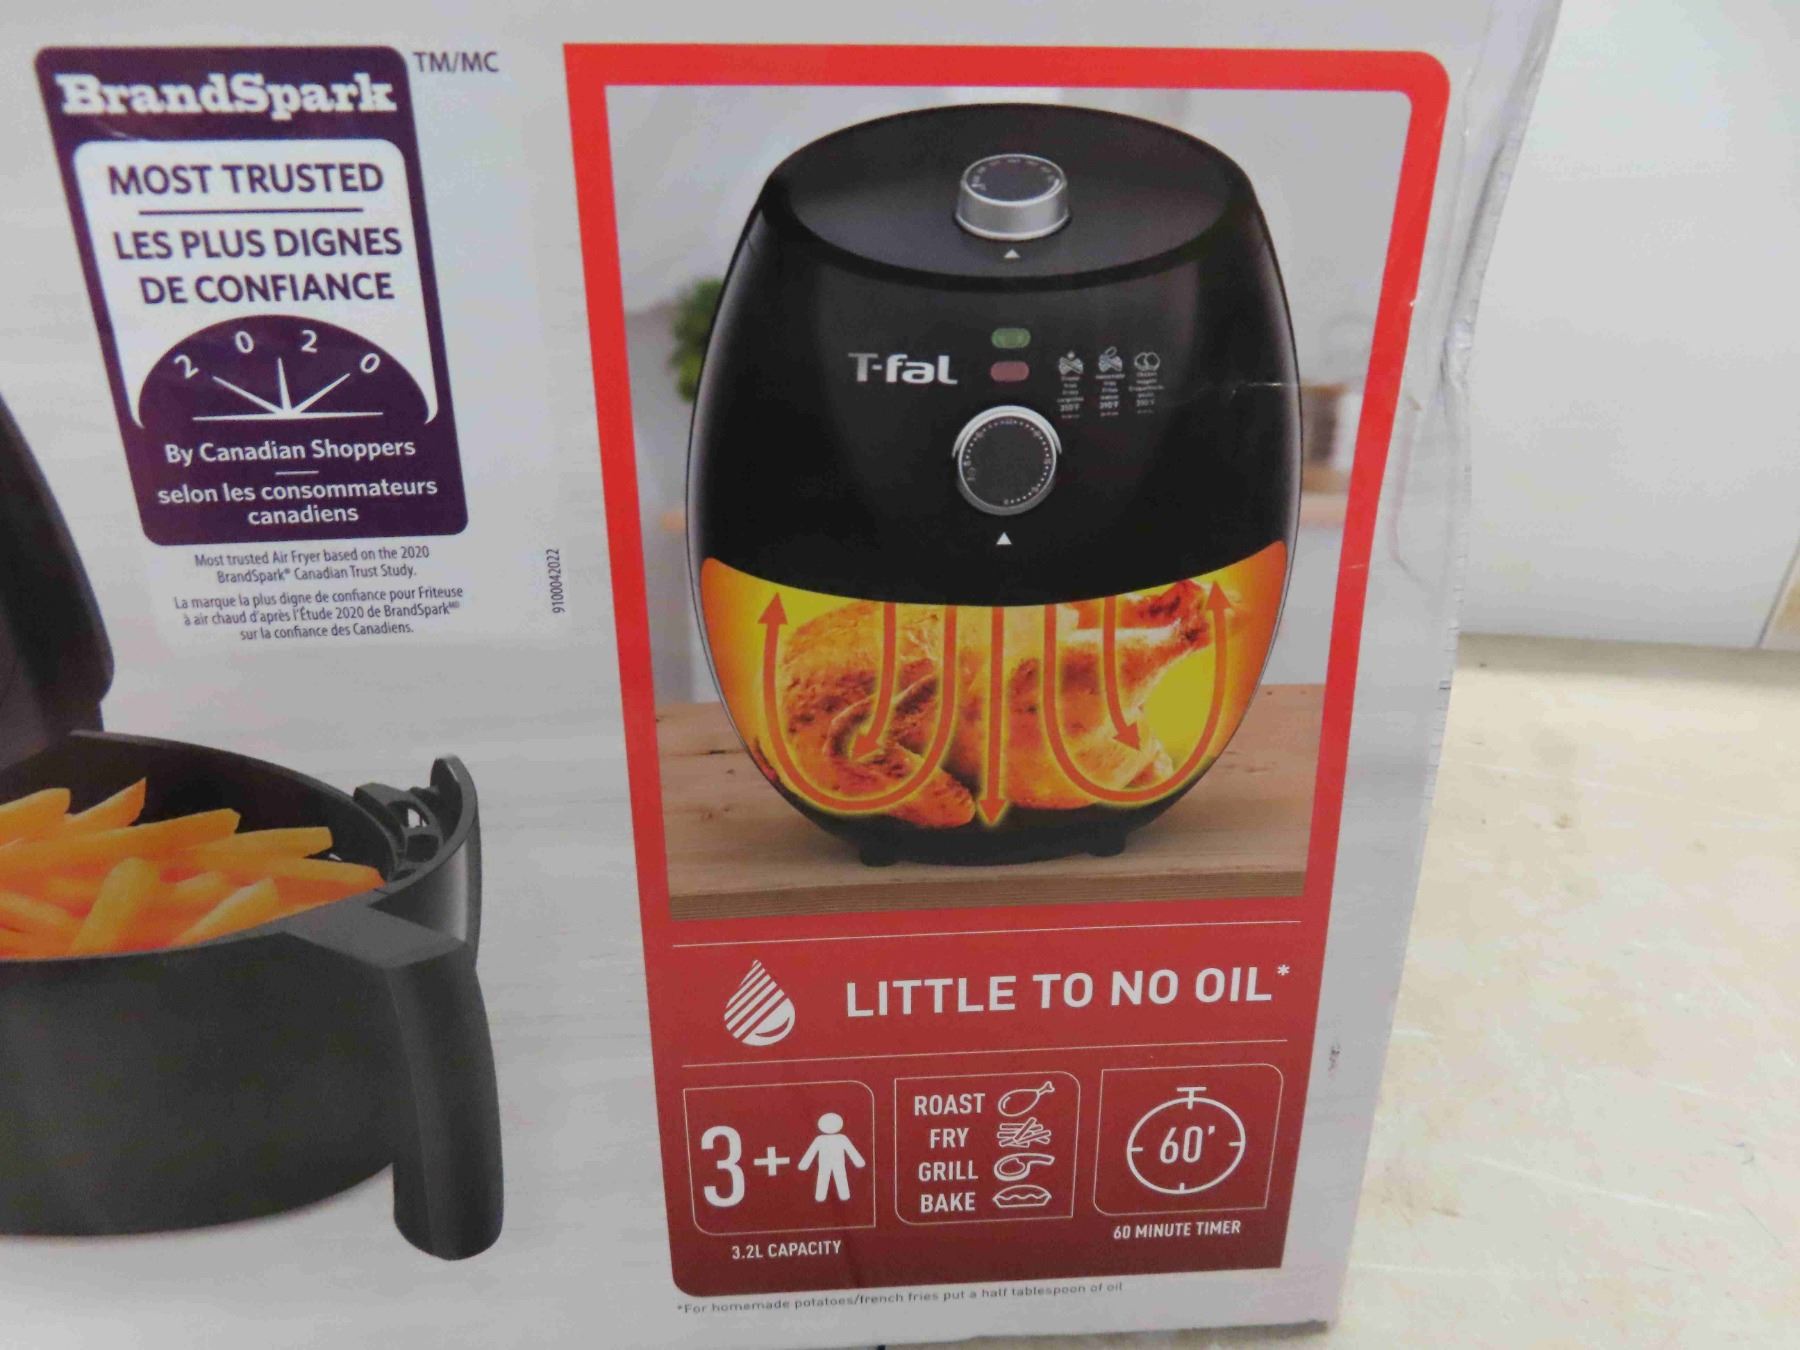 BrandSpark TM/MC
MOST TRUSTED
LES PLUS DIGNES
DE CONFIANCE
2 0 2 0
By Canadian Shoppers
selon les consommateurs
canadiens
Most trusted Air Fryer based on the 2020
BrandSpark® Canadian Trust Study.
La marque la plus digne de confiance pour Friteuse
à air chaud d'après l'Étude 2020 de BrandSparkMD
sur la confiance des Canadiens.
9100042022
T-fal
LITTLE TO NO OIL*
3+
3.2L CAPACITY
ROAST
FRY
GRILL
BAKE
60'
60 MINUTE TIMER
*For homemade potatoes/french fries put a half tablespoon of oil